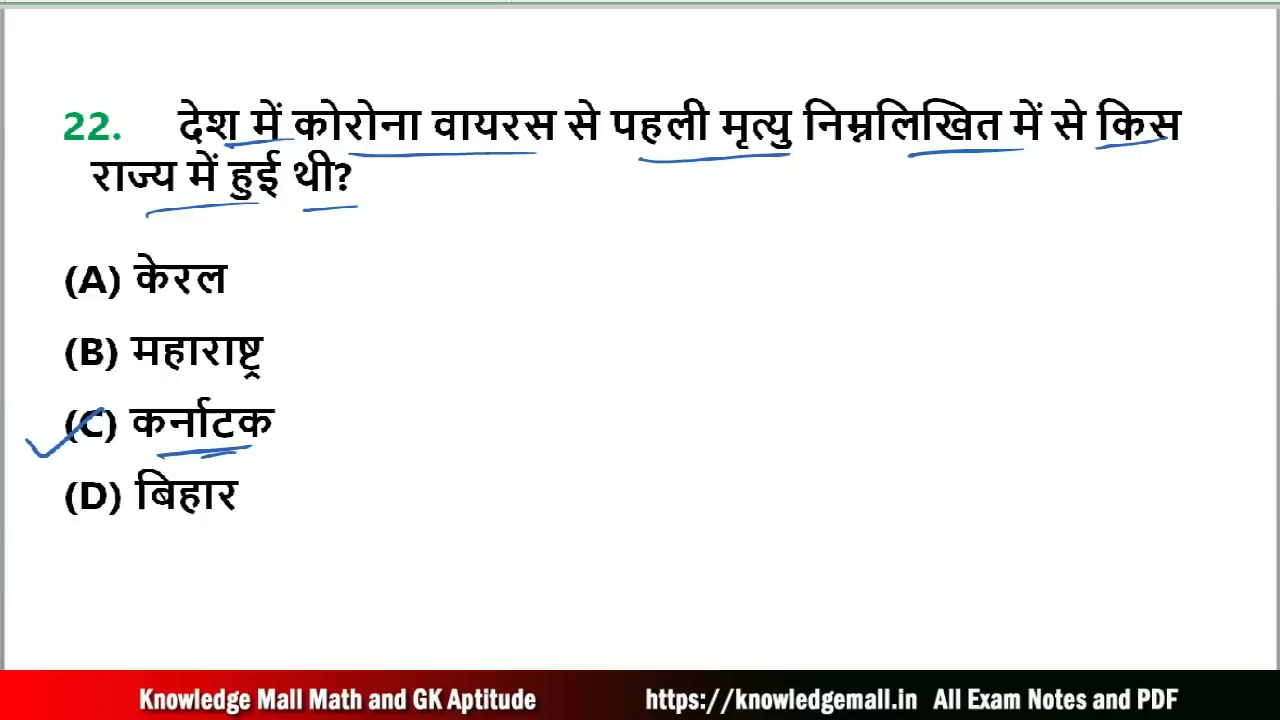 22. देश में कोरोना वायरस से पहली मृत्यु निम्नलिखित में से किस
राज्य में हुई थी?
(A) केरल
(B) महाराष्ट्र
(C) कर्नाटक
(D) बिहार
Knowledge Mall Math and GK Aptitude https://knowledgemall.in All Exam Notes and PDF